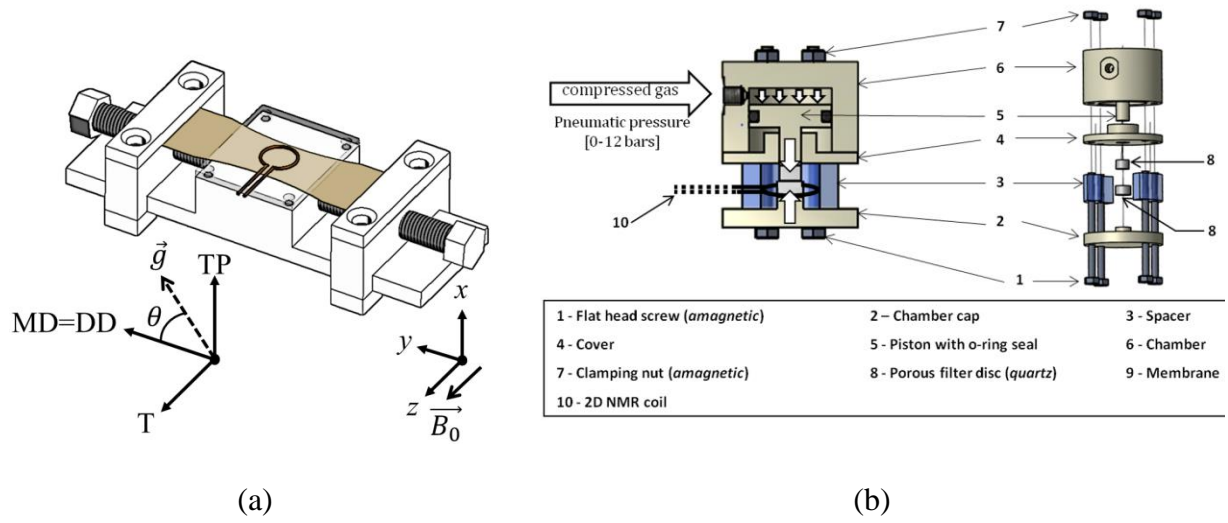 g
TP
MD=DD
θ
T
x
y
z
B₀
(a)
compressed gas
Pneumatic pressure
[0-12 bars]
10
7
6
5
4
8
3
2
8
1
1 - Flat head screw (amagnetic) 2 – Chamber cap 3 - Spacer
4 - Cover 5 - Piston with o-ring seal 6 - Chamber
7 - Clamping nut (amagnetic) 8 - Porous filter disc (quartz) 9 - Membrane
10 - 2D NMR coil
(b)